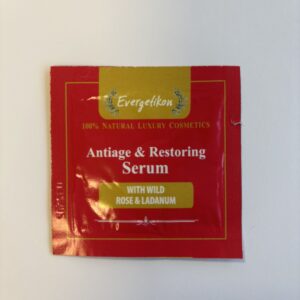 Evergetikon
100% NATURAL LUXURY COSMETICS
Antiage & Restoring
Serum
WITH WILD
ROSE & LADANUM